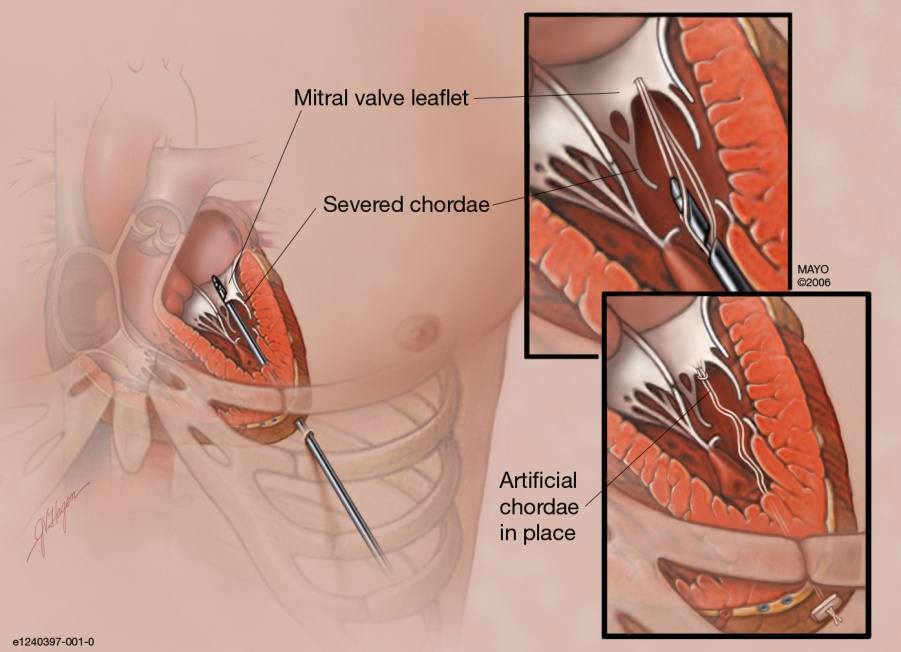 Mitral valve leaflet
Severed chordae
MAYO
©2006
Artificial
chordae
in place
e1240397-001-0